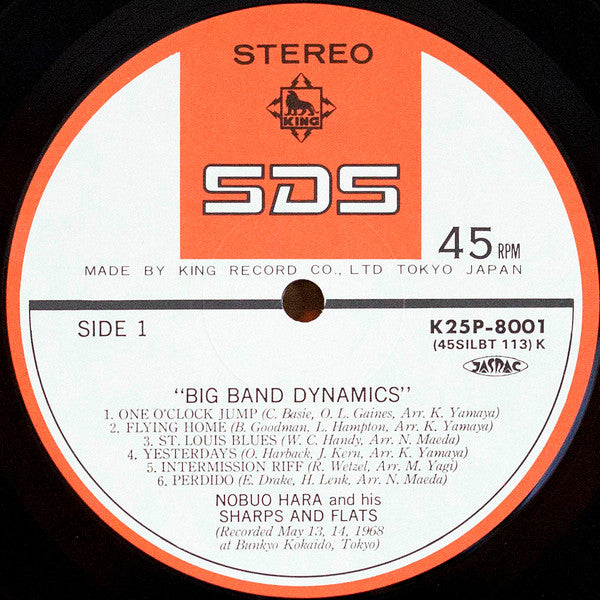 STEREO
KING
SDS
45 RPM
MADE BY KING RECORD CO., LTD TOKYO JAPAN
SIDE 1
K25P-8001
(45SILBT 113) K
JASRAC
"BIG BAND DYNAMICS"
1. ONE O'CLOCK JUMP (C. Basie, O. L. Gaines, Arr. K. Yamaya)
2. FLYING HOME (B. Goodman, L. Hampton, Arr. K. Yamaya)
3. ST. LOUIS BLUES (W. C. Handy, Arr. N. Maeda)
4. YESTERDAYS (O. Harback, J. Kern, Arr. K. Yamaya)
5. INTERMISSION RIFF (R. Wetzel, Arr. M. Yagi)
6. PERDIDO (E. Drake, H. Lenk, Arr. N. Maeda)
NOBUO HARA and his
SHARPS AND FLATS
(Recorded May 13, 14, 1968
at Bunkyo Kokaido, Tokyo)